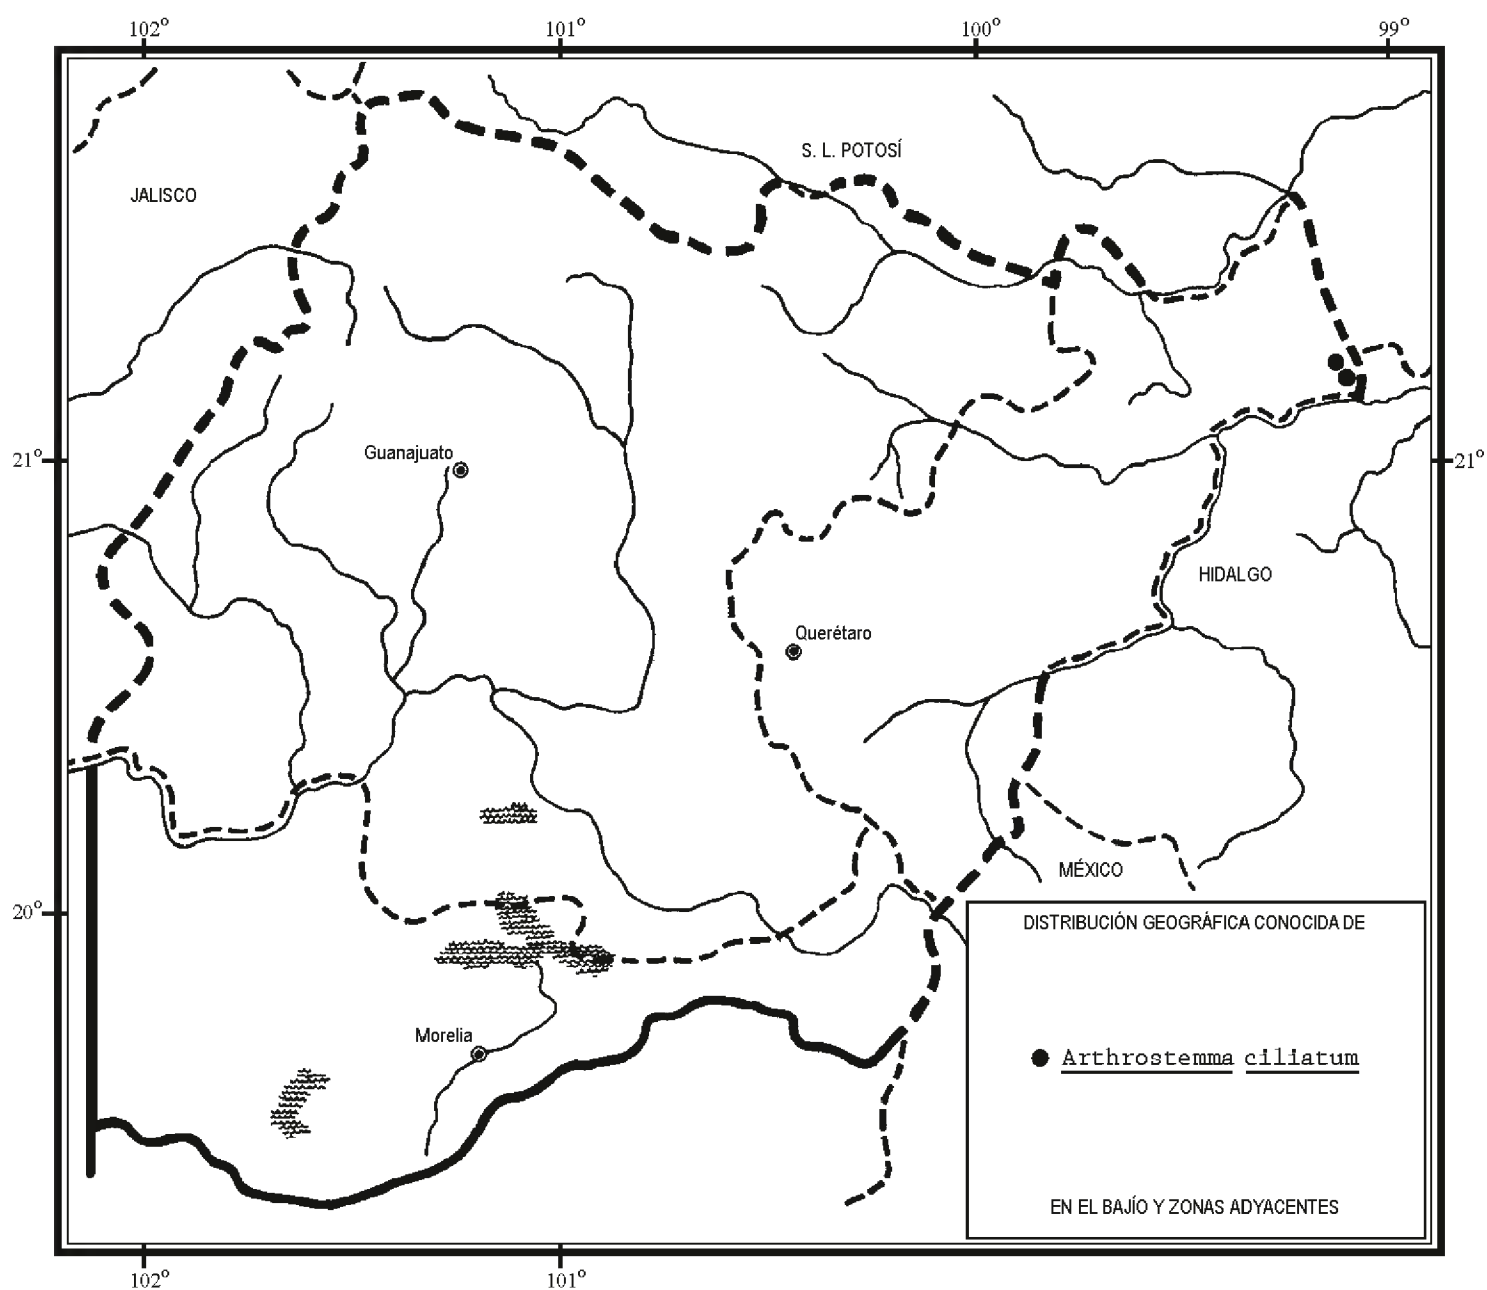 102° 101° 100° 99°
S. L. POTOSÍ
JALISCO
Guanajuato
21° 21°
HIDALGO
Querétaro
MÉXICO
20°
DISTRIBUCIÓN GEOGRÁFICA CONOCIDA DE
Morelia
Arthrostemma ciliatum
EN EL BAJÍO Y ZONAS ADYACENTES
102° 101°